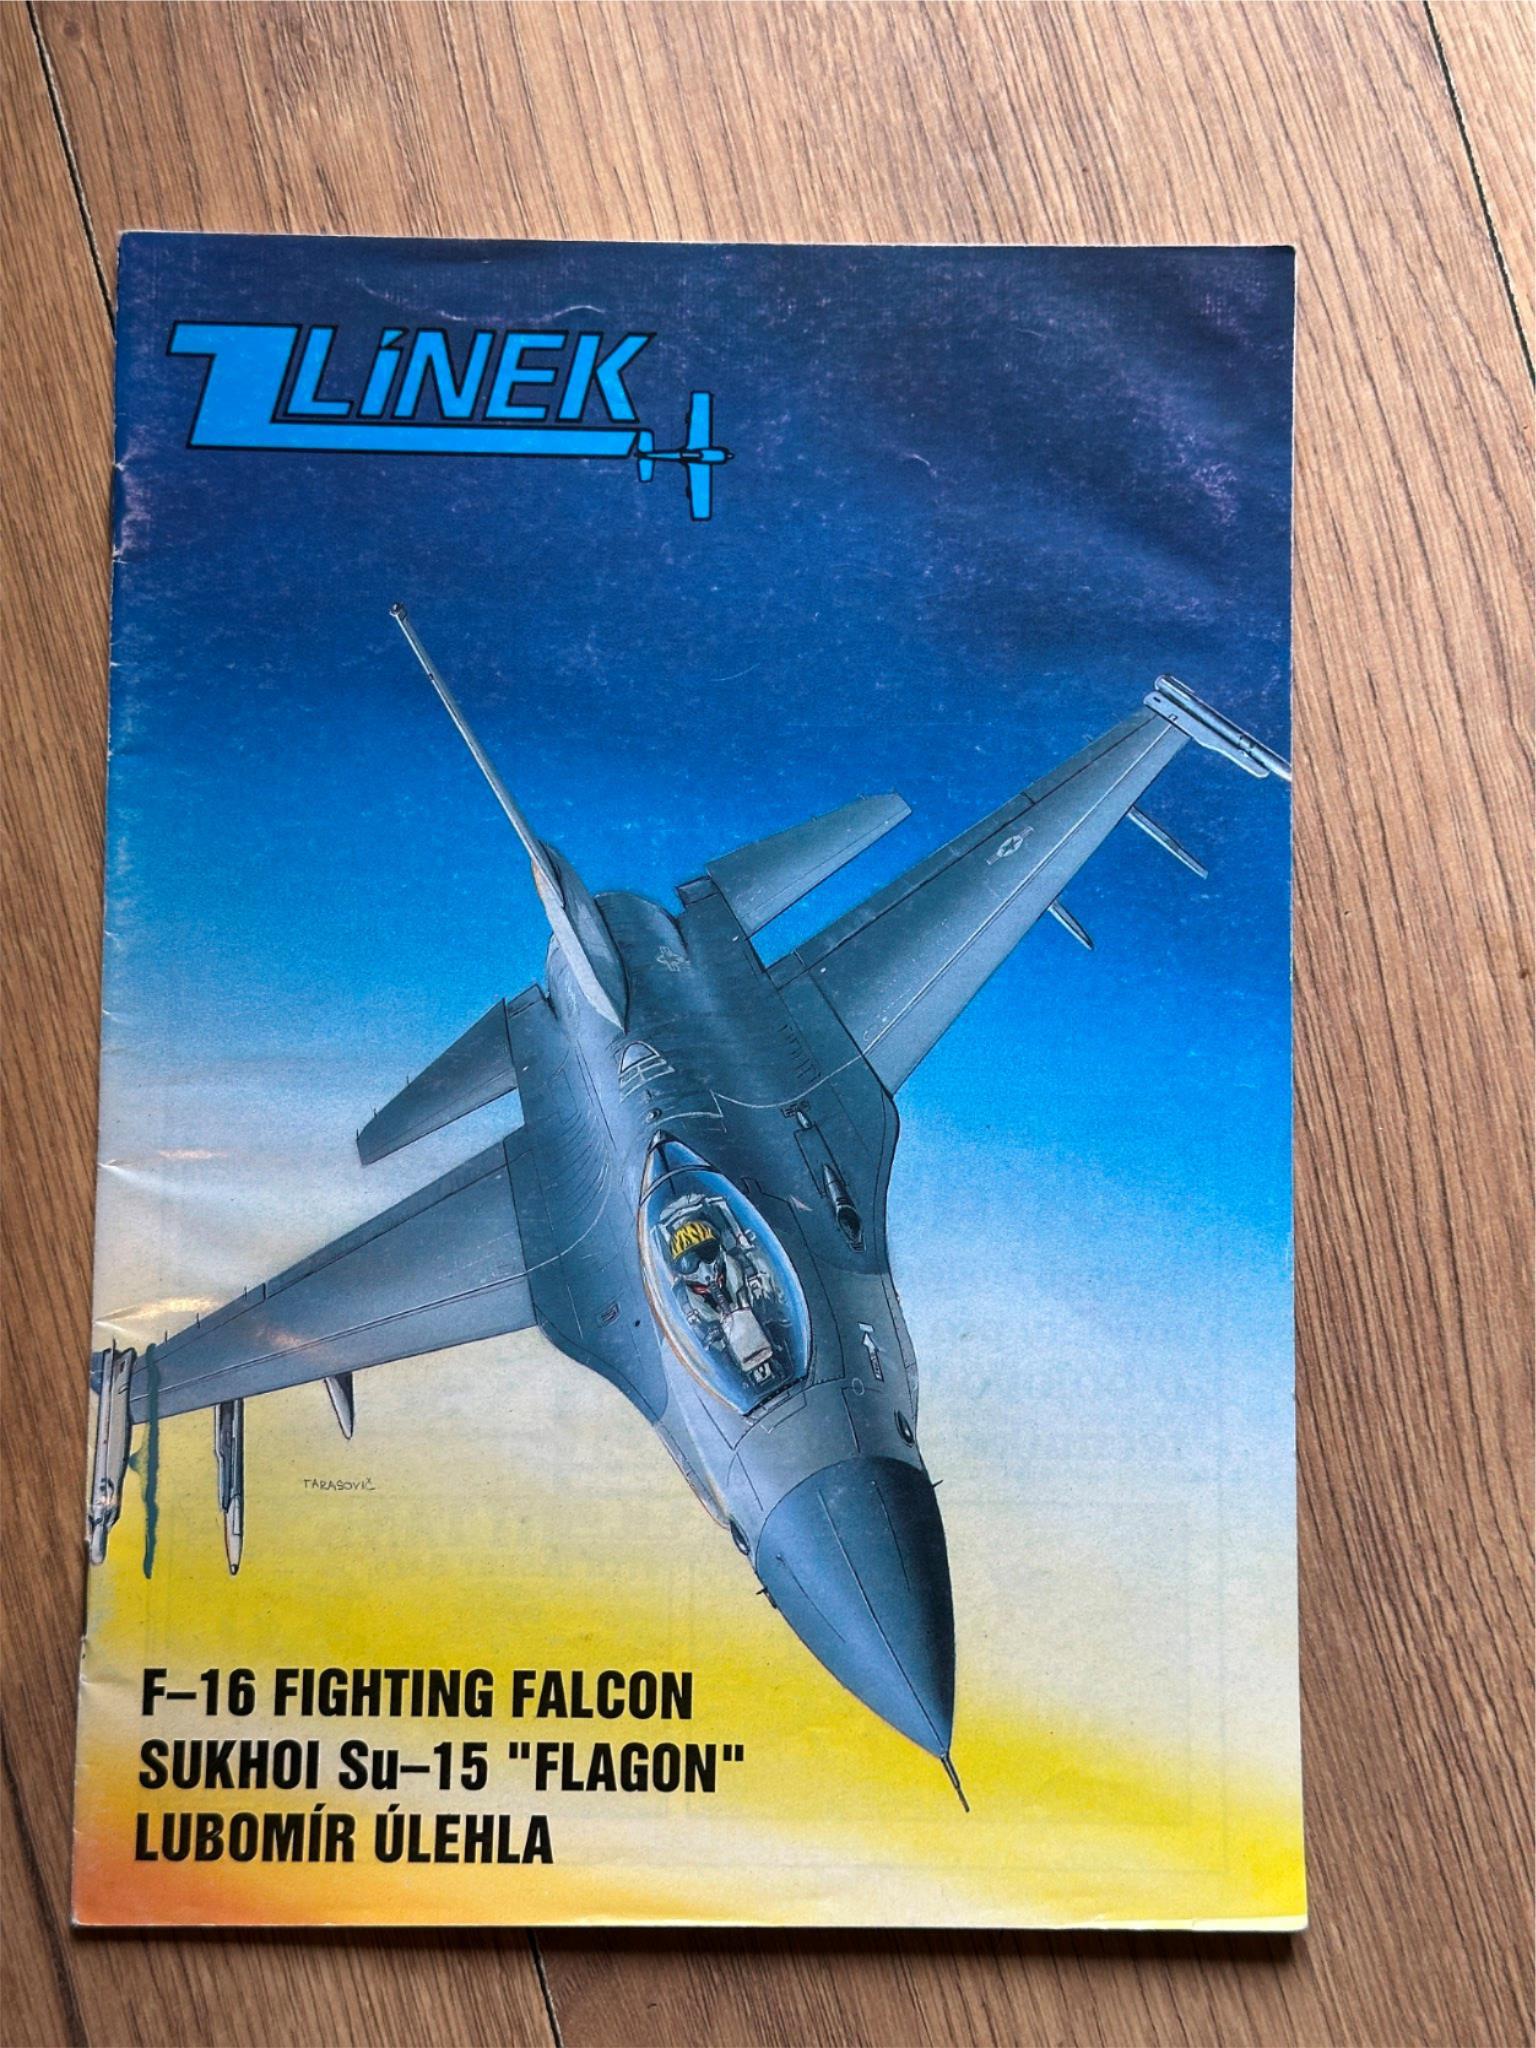 ZLÍNEK
TARASOVIČ
F–16 FIGHTING FALCON
SUKHOI Su–15 "FLAGON"
LUBOMÍR ÚLEHLA